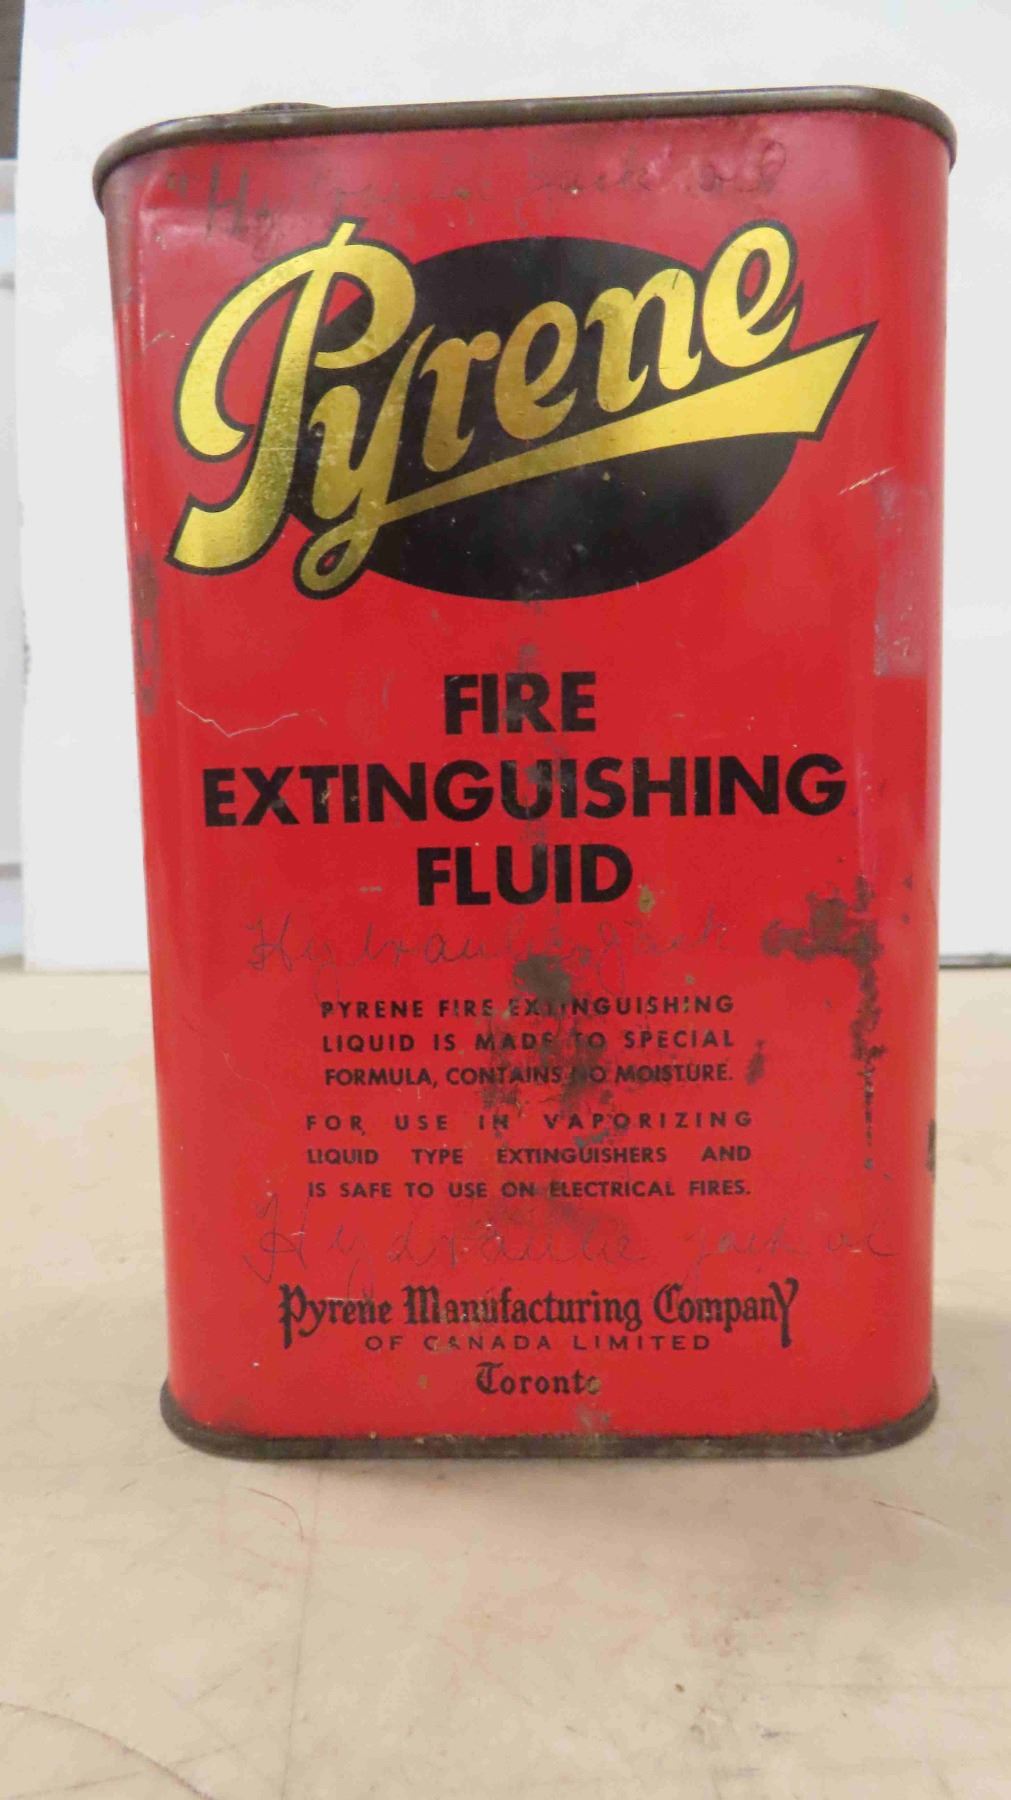 Pyrene
FIRE
EXTINGUISHING
FLUID
Hydraulic Jack
PYRENE FIRE EXTINGUISHING
LIQUID IS MADE TO SPECIAL
FORMULA, CONTAINS NO MOISTURE.
FOR USE IN VAPORIZING
LIQUID TYPE EXTINGUISHERS AND
IS SAFE TO USE ON ELECTRICAL FIRES.
Hydraulic jack
Pyrene Manufacturing Company
OF CANADA LIMITED
Toronto